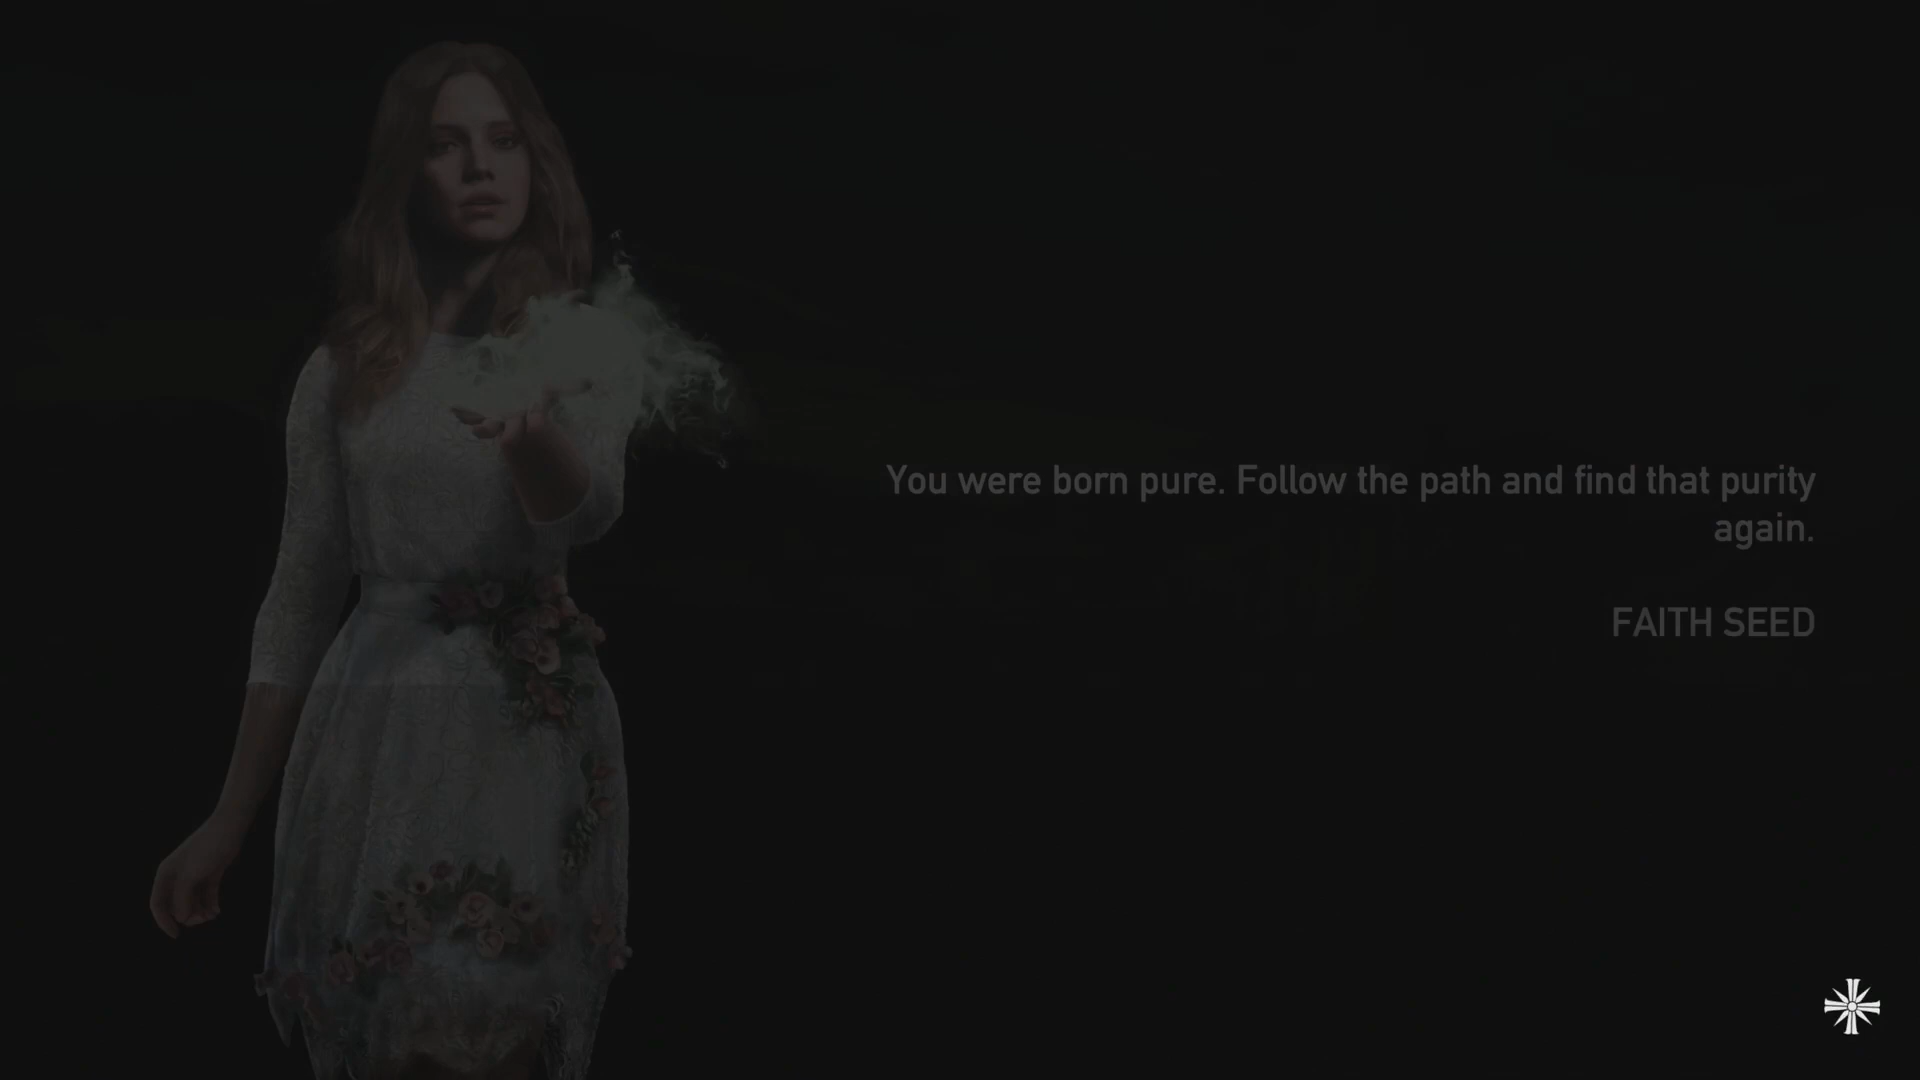 You were born pure. Follow the path and find that purity
again.
FAITH SEED